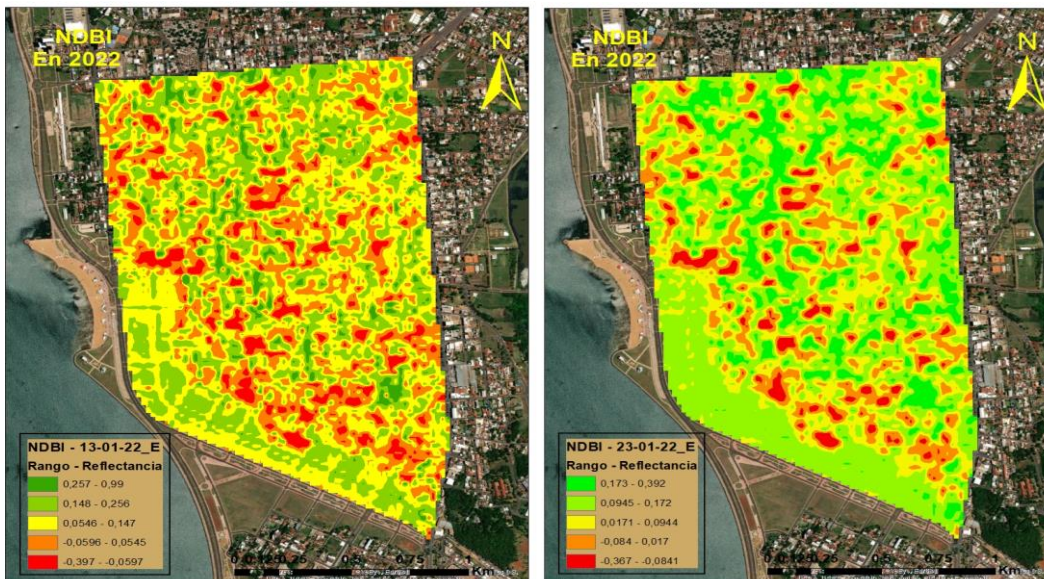 NDBI
En 2022
N
NDBI - 13-01-22_E
Rango - Reflectancia
0,257 - 0,99
0,148 - 0,256
0,0546 - 0,147
-0,0596 - 0,0545
-0,397 - -0,0597
Km
NDBI
En 2022
N
NDBI - 23-01-22_E
Rango - Reflectancia
0,173 - 0,392
0,0945 - 0,172
0,0171 - 0,0944
-0,084 - 0,017
-0,367 - -0,0841
Km